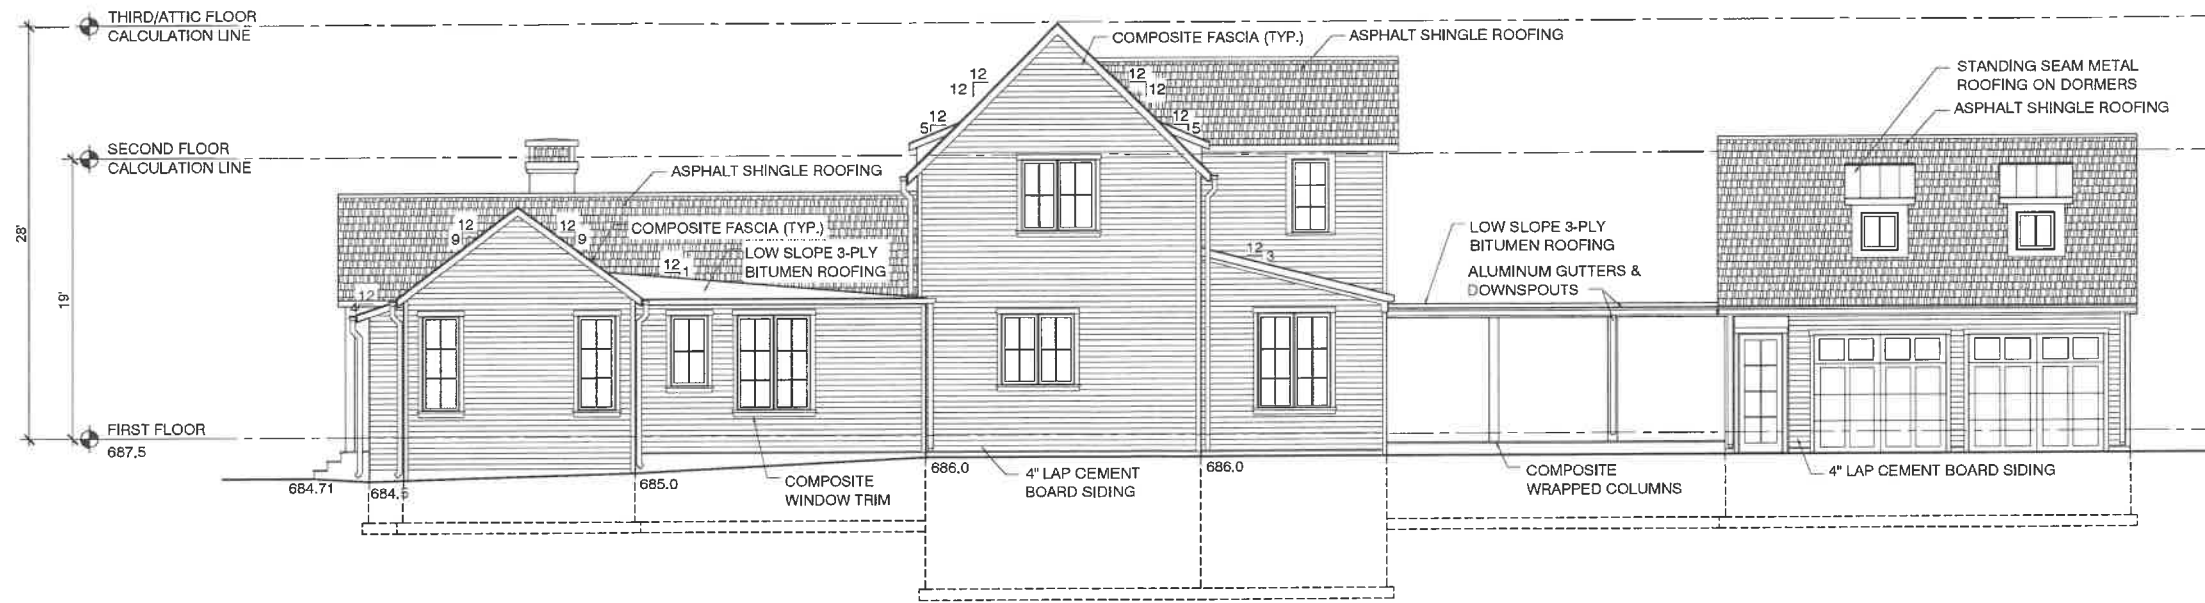 THIRD/ATTIC FLOOR
CALCULATION LINE
COMPOSITE FASCIA (TYP.)
ASPHALT SHINGLE ROOFING
12
12
12
12
STANDING SEAM METAL
ROOFING ON DORMERS
ASPHALT SHINGLE ROOFING
12
5
12
5
SECOND FLOOR
CALCULATION LINE
ASPHALT SHINGLE ROOFING
28'
19'
12
9
12
9
COMPOSITE FASCIA (TYP.)
LOW SLOPE 3-PLY
BITUMEN ROOFING
12
1
12
3
LOW SLOPE 3-PLY
BITUMEN ROOFING
ALUMINUM GUTTERS &
DOWNSPOUTS
12
4
FIRST FLOOR
687.5
684.71
684.5
685.0
COMPOSITE
WINDOW TRIM
686.0
4" LAP CEMENT
BOARD SIDING
686.0
COMPOSITE
WRAPPED COLUMNS
4" LAP CEMENT BOARD SIDING